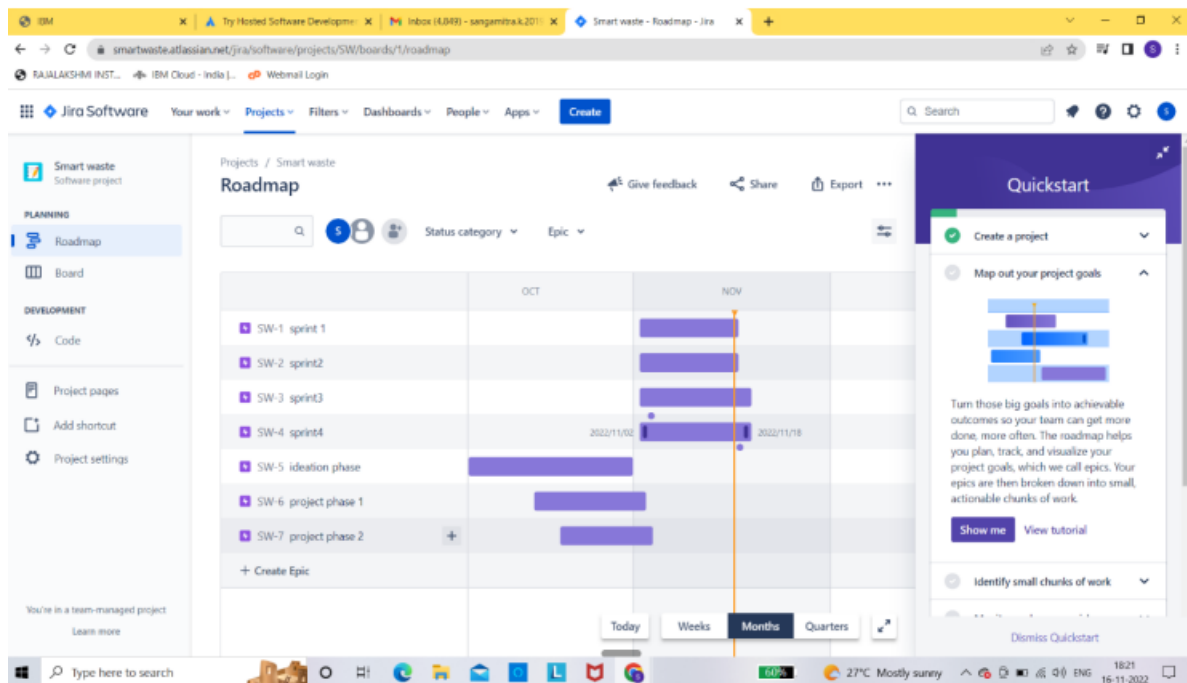 IBM
Try Hosted Software Developme
Inbox (4,849) - sangamitra.k.201
Smart waste - Roadmap - Jira
smartwaste.atlassian.net/jira/software/projects/SW/boards/1/roadmap
RAJALAKSHMI INST...
IBM Cloud - India |...
Webmail Login
Jira Software
Your work
Projects
Filters
Dashboards
People
Apps
Create
Search
Smart waste
Software project
PLANNING
Roadmap
Board
DEVELOPMENT
Code
Project pages
Add shortcut
Project settings
You're in a team-managed project
Learn more
Projects / Smart waste
Roadmap
Give feedback
Share
Export
S
Status category
Epic
OCT
NOV
SW-1 sprint 1
SW-2 sprint2
SW-3 sprint3
SW-4 sprint4
2022/11/02
2022/11/18
SW-5 ideation phase
SW-6 project phase 1
SW-7 project phase 2
+ Create Epic
Today
Weeks
Months
Quarters
Quickstart
Create a project
Map out your project goals
Turn those big goals into achievable
outcomes so your team can get more
done, more often. The roadmap helps
you plan, track, and visualize your
project goals, which we call epics. Your
epics are then broken down into small,
actionable chunks of work.
Show me
View tutorial
Identify small chunks of work
Dismiss Quickstart
Type here to search
60%
27°C Mostly sunny
ENG
18:21
16-11-2022